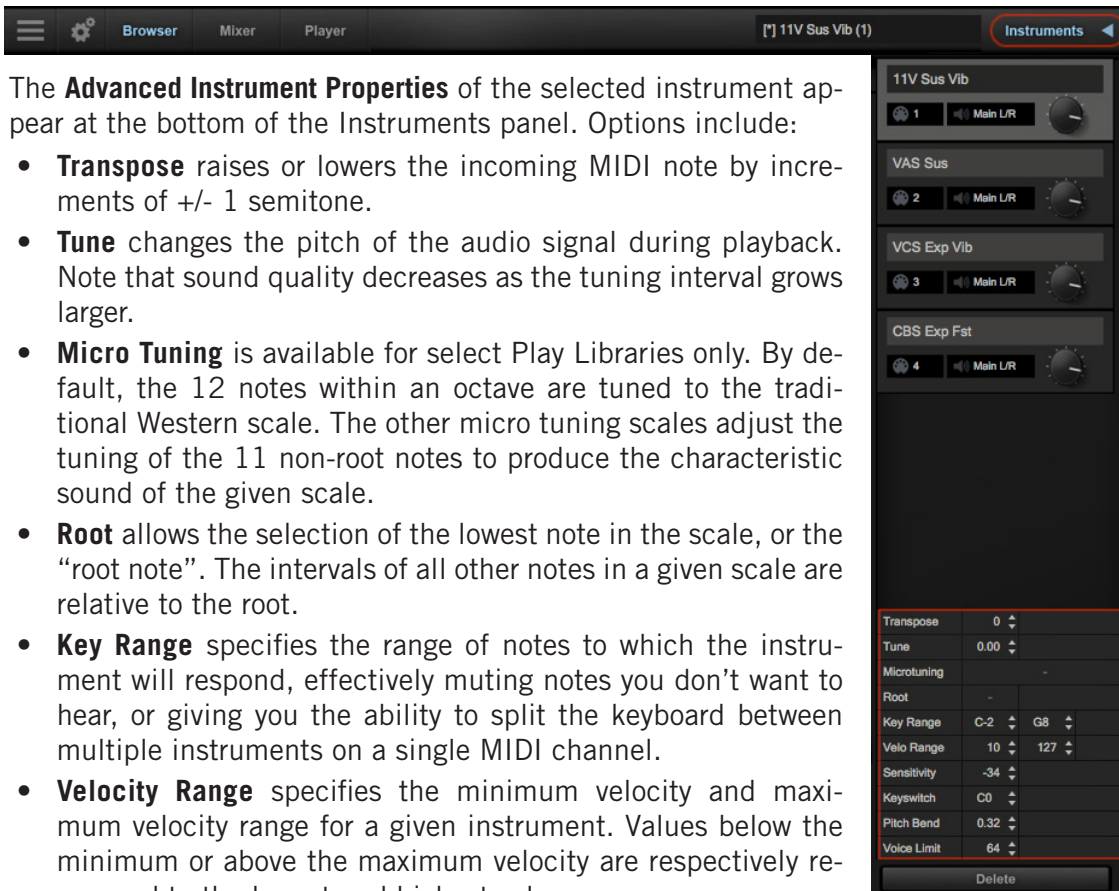 Browser Mixer Player [*] 11V Sus Vib (1) Instruments
The Advanced Instrument Properties of the selected instrument ap-
pear at the bottom of the Instruments panel. Options include:
• Transpose raises or lowers the incoming MIDI note by incre-
ments of +/- 1 semitone.
• Tune changes the pitch of the audio signal during playback.
Note that sound quality decreases as the tuning interval grows
larger.
• Micro Tuning is available for select Play Libraries only. By de-
fault, the 12 notes within an octave are tuned to the tradi-
tional Western scale. The other micro tuning scales adjust the
tuning of the 11 non-root notes to produce the characteristic
sound of the given scale.
• Root allows the selection of the lowest note in the scale, or the
“root note”. The intervals of all other notes in a given scale are
relative to the root.
• Key Range specifies the range of notes to which the instru-
ment will respond, effectively muting notes you don’t want to
hear, or giving you the ability to split the keyboard between
multiple instruments on a single MIDI channel.
• Velocity Range specifies the minimum velocity and maxi-
mum velocity range for a given instrument. Values below the
minimum or above the maximum velocity are respectively re-
11V Sus Vib
1 Main L/R
VAS Sus
2 Main L/R
VCS Exp Vib
3 Main L/R
CBS Exp Fst
4 Main L/R
Transpose 0
Tune 0.00
Microtuning -
Root -
Key Range C-2 G8
Velo Range 10 127
Sensitivity -34
Keyswitch C0
Pitch Bend 0.32
Voice Limit 64
Delete